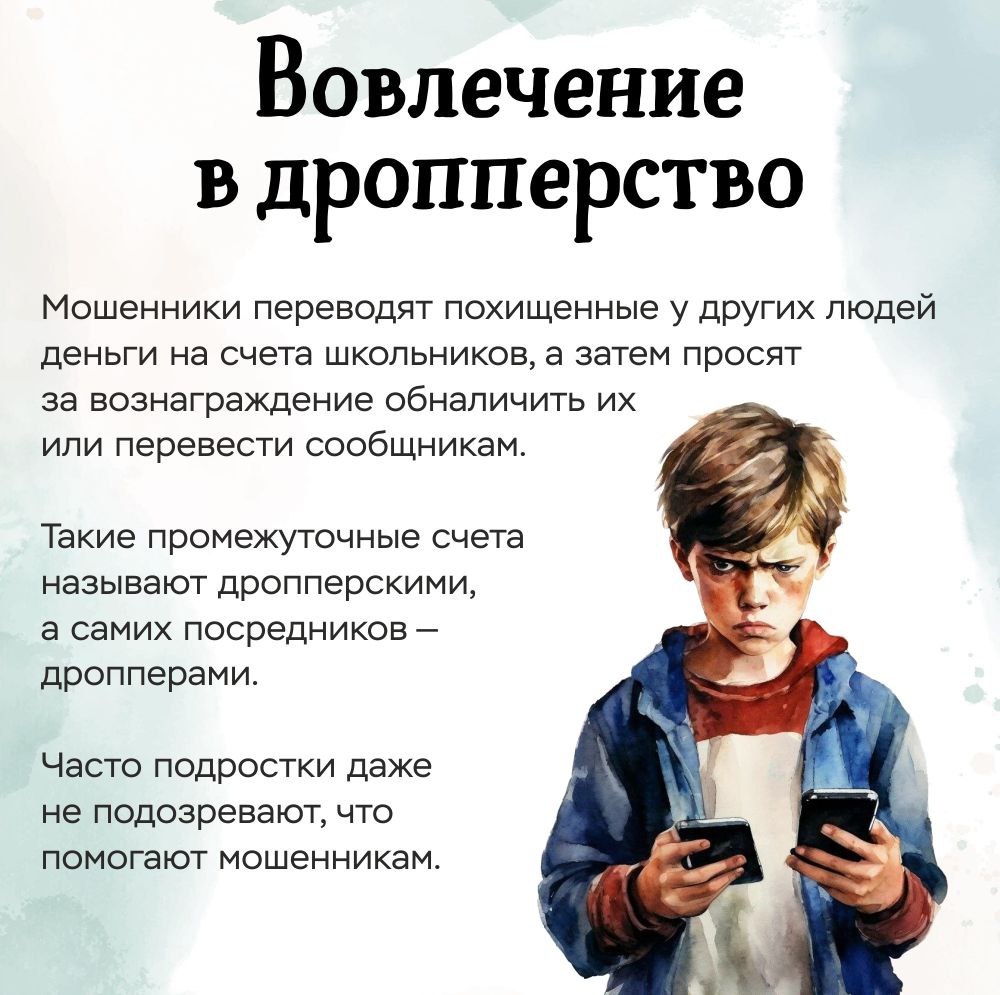 Вовлечение
в дропперство
Мошенники переводят похищенные у других людей
деньги на счета школьников, а затем просят
за вознаграждение обналичить их
или перевести сообщникам.
Такие промежуточные счета
называют дропперскими,
а самих посредников —
дропперами.
Часто подростки даже
не подозревают, что
помогают мошенникам.